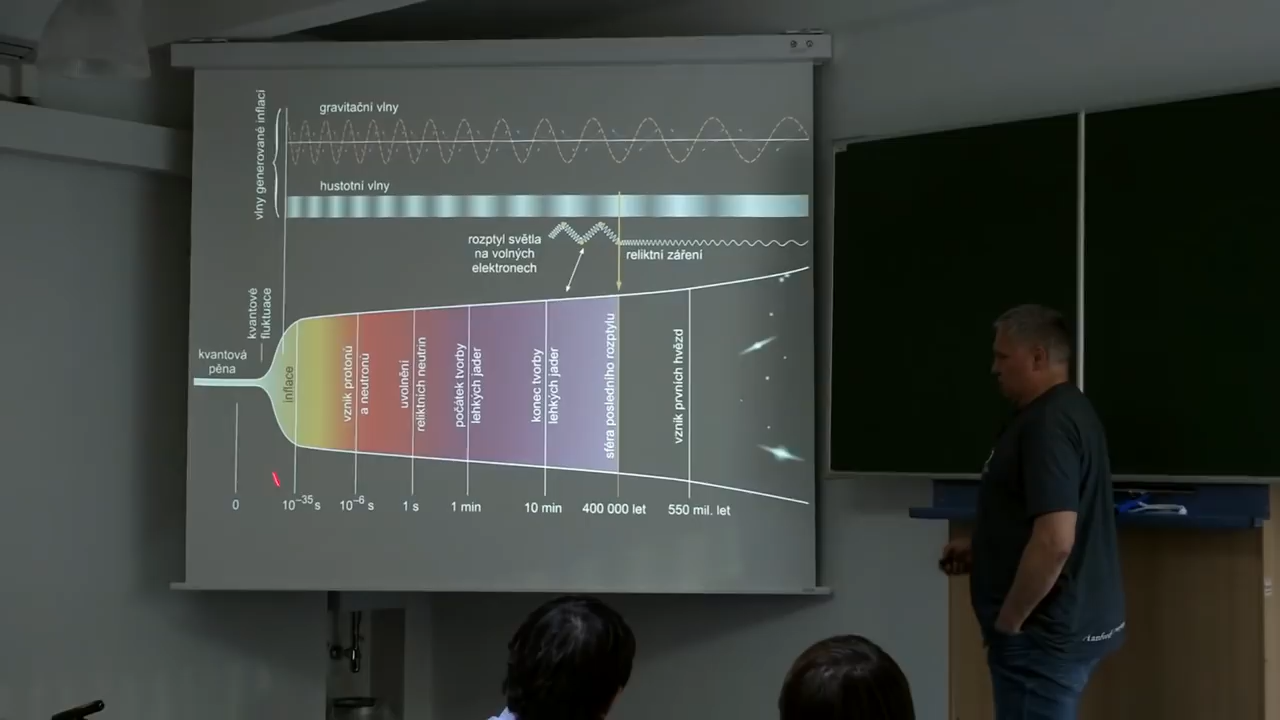 gravitační vlny
vlny generované inflací
hustotní vlny
rozptyl světla
na volných
elektronech
reliktní záření
kvantové
fluktuace
kvantová
pěna
inflace
vznik protonů
a neutronů
uvolnění
reliktních neutrin
počátek tvorby
lehkých jader
konec tvorby
lehkých jader
sféra posledního rozptylu
vznik prvních hvězd
0
10⁻³⁵ s
10⁻⁶ s
1 s
1 min
10 min
400 000 let
550 mil. let